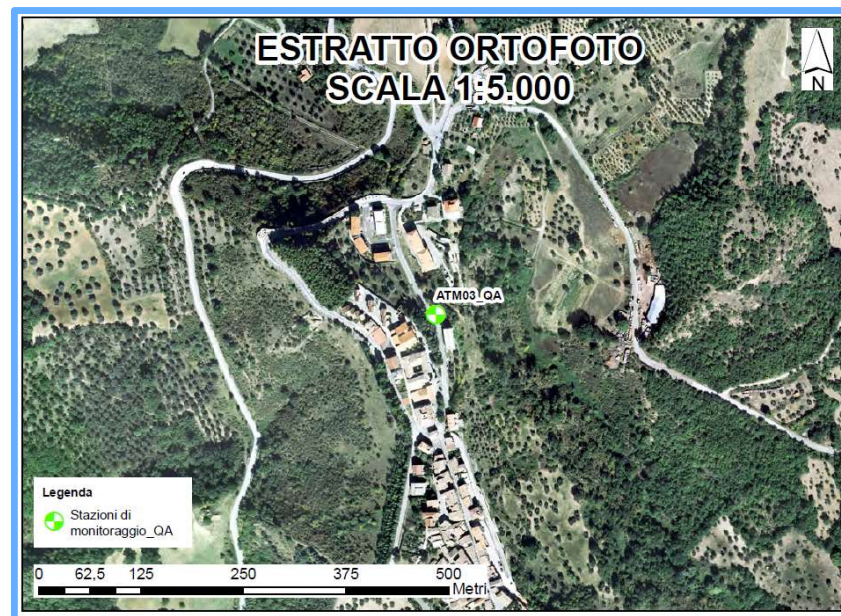 ESTRATTO ORTOFOTO
SCALA 1:5.000
N
ATM03_QA
Legenda
Stazioni di
monitoraggio_QA
0 62,5 125 250 375 500
Metri